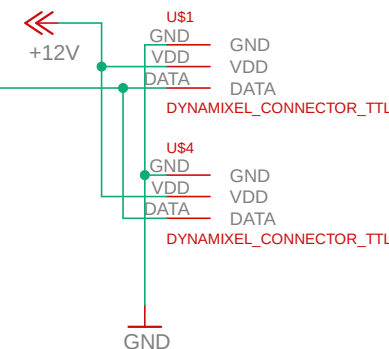 U$1
GND GND
+12V VDD VDD
DATA DATA
DYNAMIXEL_CONNECTOR_TTL
U$4
GND GND
VDD VDD
DATA DATA
DYNAMIXEL_CONNECTOR_TTL
GND